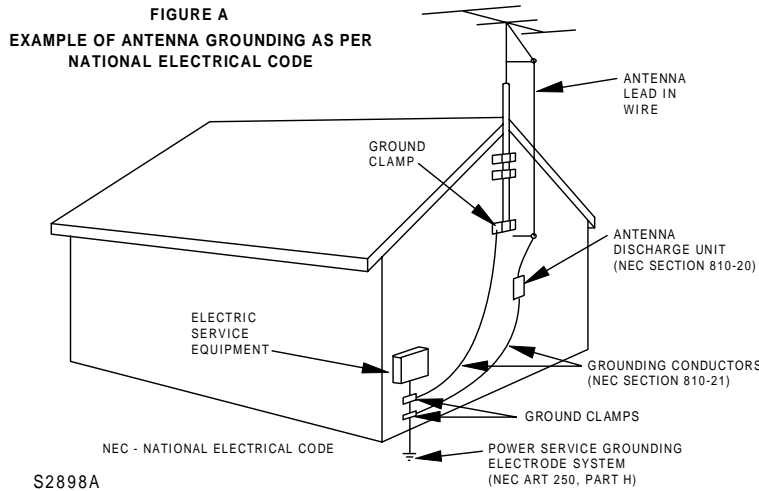 FIGURE A
EXAMPLE OF ANTENNA GROUNDING AS PER
NATIONAL ELECTRICAL CODE
ANTENNA
LEAD IN
WIRE
GROUND
CLAMP
ANTENNA
DISCHARGE UNIT
(NEC SECTION 810-20)
ELECTRIC
SERVICE
EQUIPMENT
GROUNDING CONDUCTORS
(NEC SECTION 810-21)
GROUND CLAMPS
NEC - NATIONAL ELECTRICAL CODE
POWER SERVICE GROUNDING
ELECTRODE SYSTEM
(NEC ART 250, PART H)
S2898A